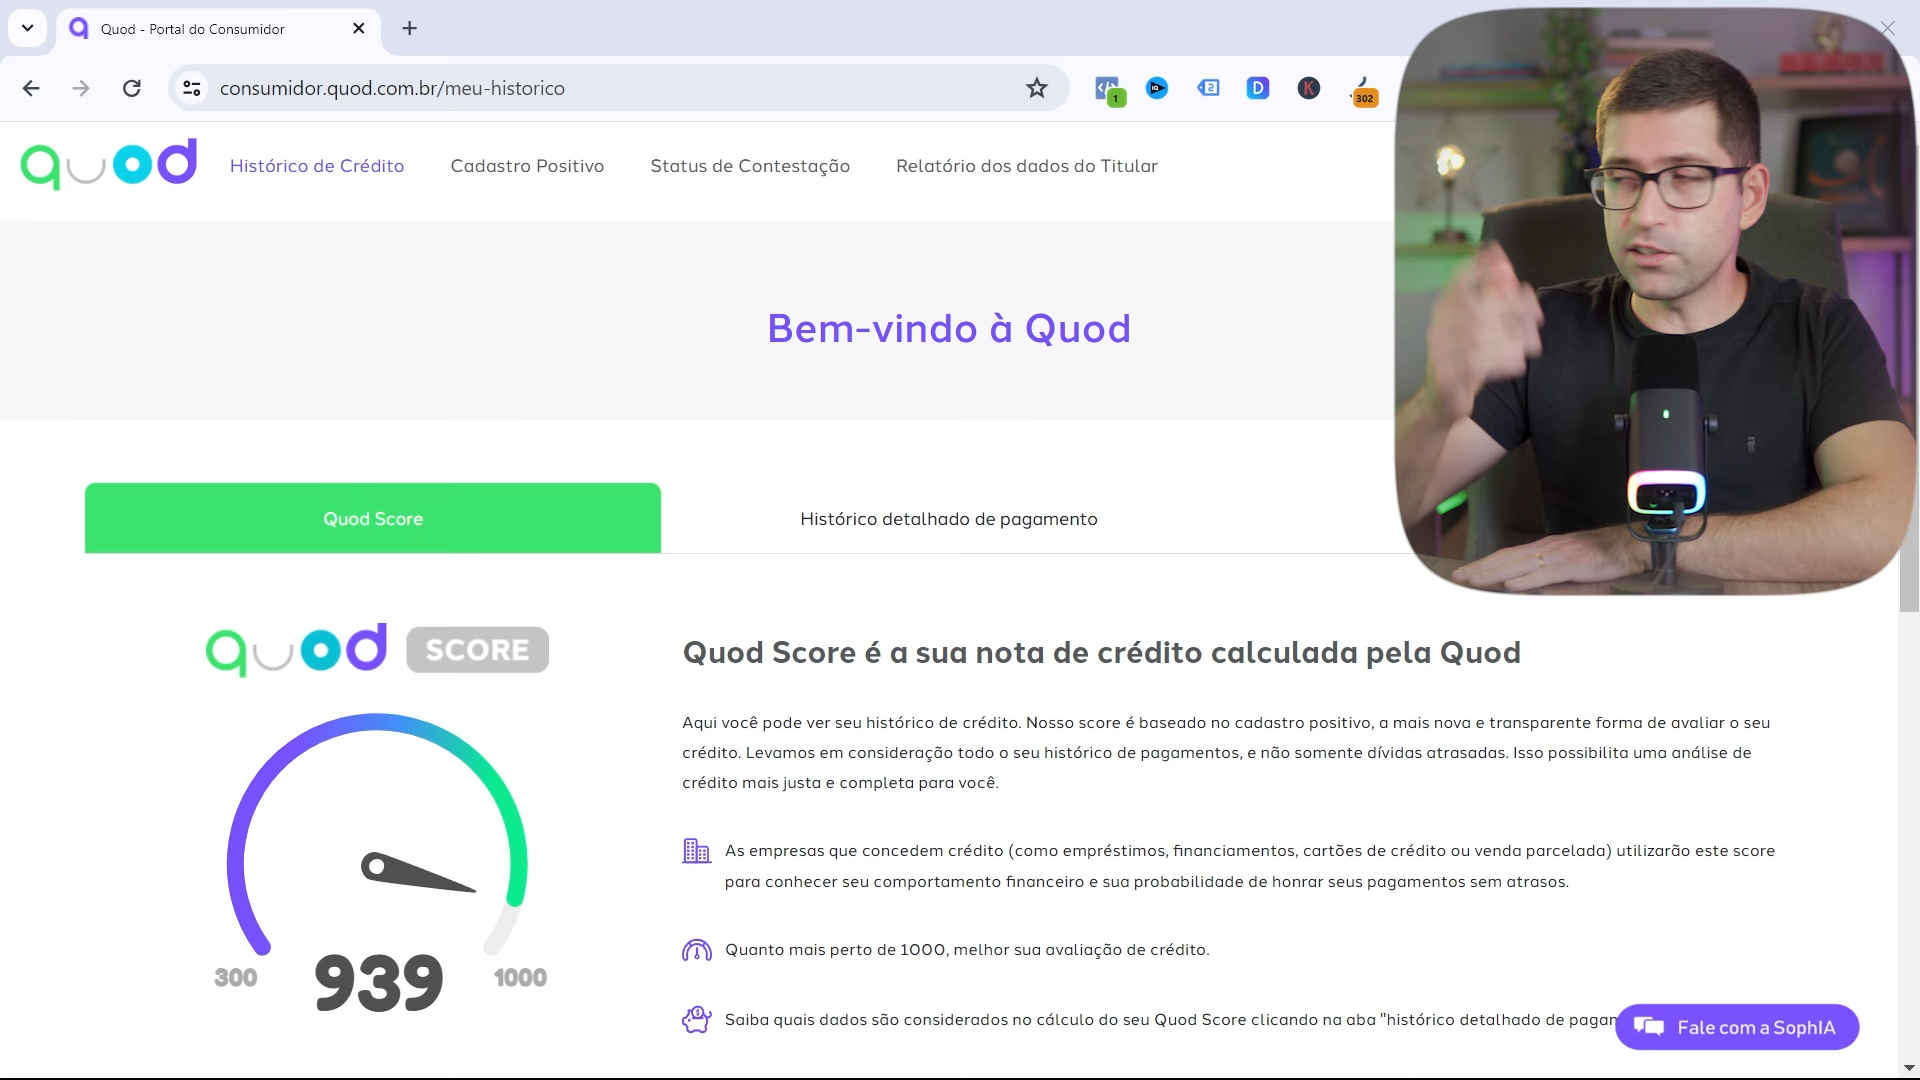 Quod - Portal do Consumidor
consumidor.quod.com.br/meu-historico
1
2
D
K
302
quod
Histórico de Crédito
Cadastro Positivo
Status de Contestação
Relatório dos dados do Titular
Bem-vindo à Quod
Quod Score
Histórico detalhado de pagamento
quod SCORE
300
939
1000
Quod Score é a sua nota de crédito calculada pela Quod
Aqui você pode ver seu histórico de crédito. Nosso score é baseado no cadastro positivo, a mais nova e transparente forma de avaliar o seu
crédito. Levamos em consideração todo o seu histórico de pagamentos, e não somente dívidas atrasadas. Isso possibilita uma análise de
crédito mais justa e completa para você.
As empresas que concedem crédito (como empréstimos, financiamentos, cartões de crédito ou venda parcelada) utilizarão este score
para conhecer seu comportamento financeiro e sua probabilidade de honrar seus pagamentos sem atrasos.
Quanto mais perto de 1000, melhor sua avaliação de crédito.
Saiba quais dados são considerados no cálculo do seu Quod Score clicando na aba "histórico detalhado de pagam
Fale com a SophIA